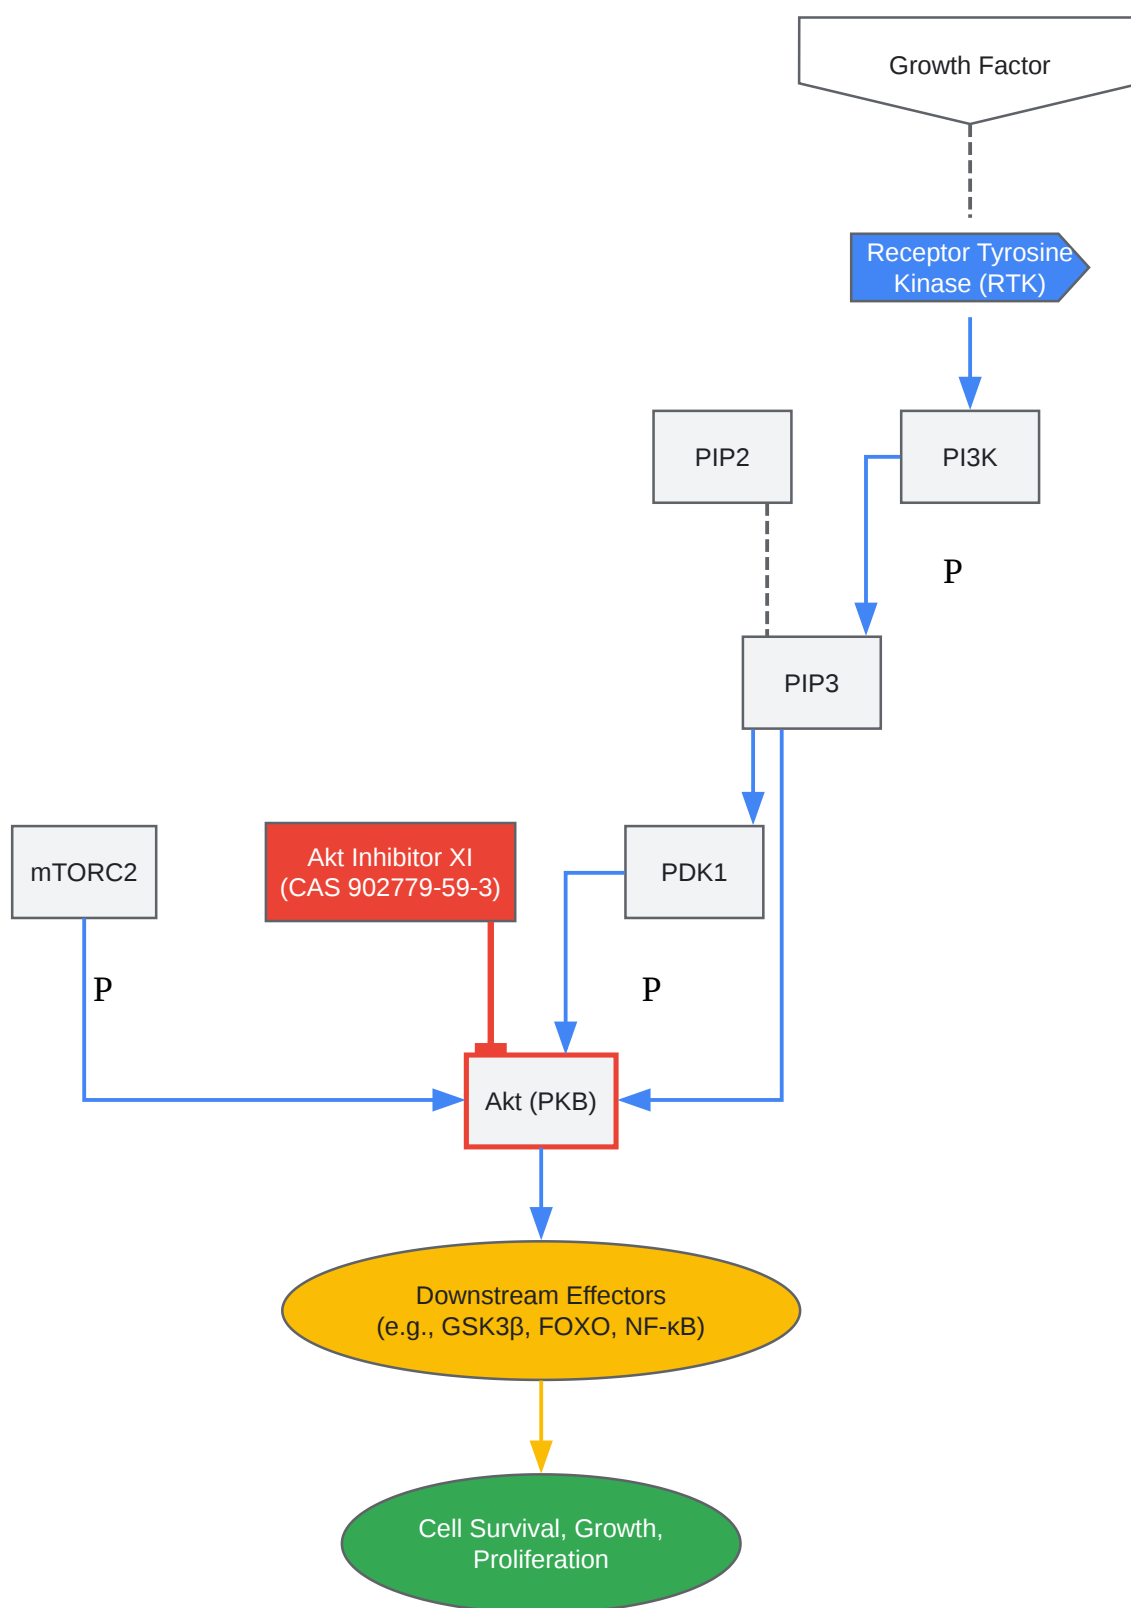 Growth Factor
Receptor Tyrosine
Kinase (RTK)
PIP2
PI3K
P
PIP3
mTORC2
Akt Inhibitor XI
(CAS 902779-59-3)
PDK1
P
P
Akt (PKB)
Downstream Effectors
(e.g., GSK3β, FOXO, NF-κB)
Cell Survival, Growth,
Proliferation